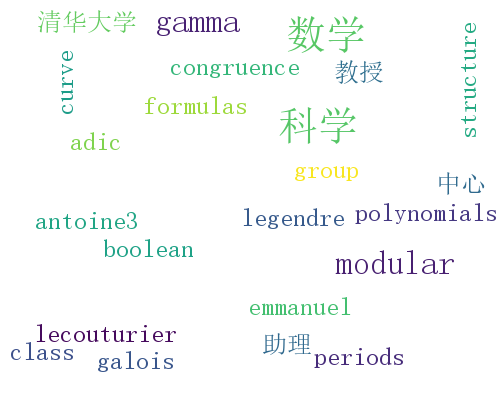 清华大学 gamma 数学
curve congruence 教授 structure
formulas
adic 科学
group 中心
antoine3 legendre polynomials
boolean
modular
emmanuel
lecouturier 助理
class galois periods